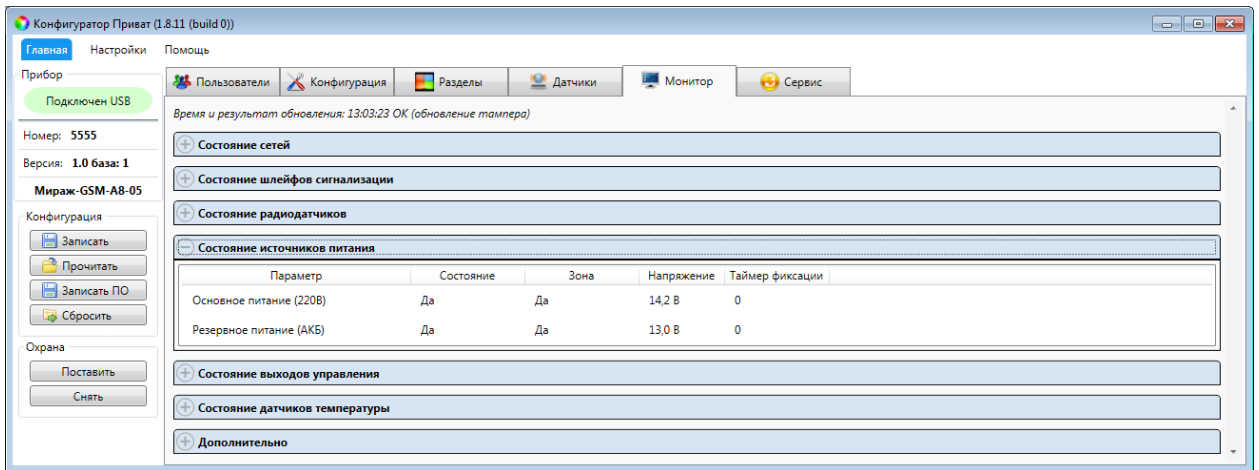 Конфигуратор Приват (1.8.11 (build 0))
Главная Настройки Помощь
Прибор
Подключен USB
Номер: 5555
Версия: 1.0 база: 1
Мираж-GSM-A8-05
Конфигурация
Записать
Прочитать
Записать ПО
Сбросить
Охрана
Поставить
Снять
Пользователи Конфигурация Разделы Датчики Монитор Сервис
Время и результат обновления: 13:03:23 OK (обновление тампера)
Состояние сетей
Состояние шлейфов сигнализации
Состояние радиодатчиков
Состояние источников питания
Параметр Состояние Зона Напряжение Таймер фиксации
Основное питание (220В) Да Да 14,2 В 0
Резервное питание (АКБ) Да Да 13,0 В 0
Состояние выходов управления
Состояние датчиков температуры
Дополнительно